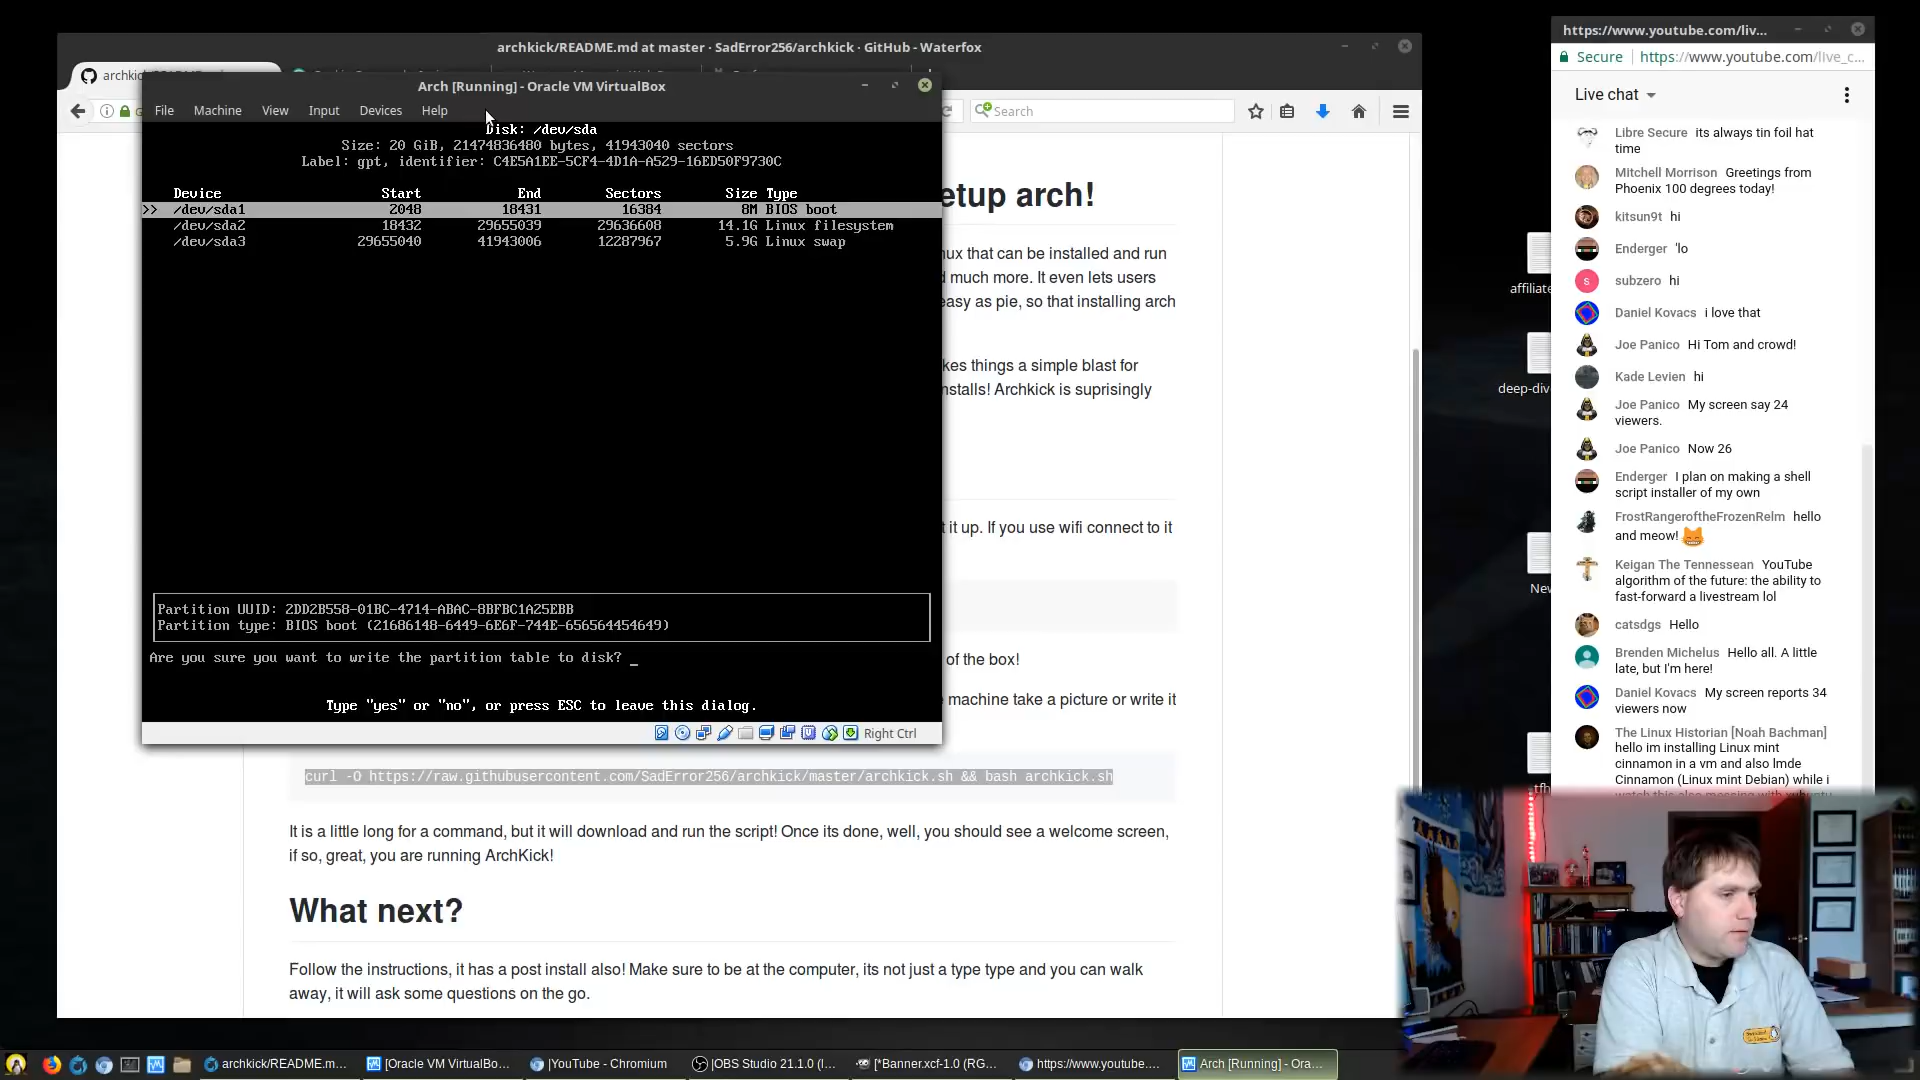 archkick/README.md at master · SadError256/archkick · GitHub - Waterfox
Arch [Running] - Oracle VM VirtualBox
File Machine View Input Devices Help
Search
Disk: /dev/sda
Size: 20 GiB, 21474836480 bytes, 41943040 sectors
Label: gpt, identifier: C4E5A1EE-5CF4-4D1A-A529-16ED50F9730C
Device Start End Sectors Size Type
>> /dev/sda1 2048 18431 16384 8M BIOS boot
/dev/sda2 18432 29655039 29636608 14.1G Linux filesystem
/dev/sda3 29655040 41943006 12287967 5.9G Linux swap
Partition UUID: 2DD2B558-01BC-4714-ABAC-8BFBC1A25EBB
Partition type: BIOS boot (21686148-6449-6E6F-744E-656564454649)
Are you sure you want to write the partition table to disk? _
Type "yes" or "no", or press ESC to leave this dialog.
Right Ctrl
etup arch!
nux that can be installed and run
d much more. It even lets users
easy as pie, so that installing arch
kes things a simple blast for
nstalls! Archkick is suprisingly
t it up. If you use wifi connect to it
of the box!
machine take a picture or write it
curl -O https://raw.githubusercontent.com/SadError256/archkick/master/archkick.sh && bash archkick.sh
It is a little long for a command, but it will download and run the script! Once its done, well, you should see a welcome screen,
if so, great, you are running ArchKick!
What next?
Follow the instructions, it has a post install also! Make sure to be at the computer, its not just a type type and you can walk
away, it will ask some questions on the go.
affiliate
deep-div
New
https://www.youtube.com/liv...
Secure https://www.youtube.com/live_c...
Live chat
Libre Secure its always tin foil hat
time
Mitchell Morrison Greetings from
Phoenix 100 degrees today!
kitsun9t hi
Enderger 'lo
s subzero hi
Daniel Kovacs i love that
Joe Panico Hi Tom and crowd!
Kade Levien hi
Joe Panico My screen say 24
viewers.
Joe Panico Now 26
Enderger I plan on making a shell
script installer of my own
FrostRangeroftheFrozenRelm hello
and meow!
Keigan The Tennessean YouTube
algorithm of the future: the ability to
fast-forward a livestream lol
catsdgs Hello
Brenden Michelus Hello all. A little
late, but I'm here!
Daniel Kovacs My screen reports 34
viewers now
The Linux Historian [Noah Bachman]
hello im installing Linux mint
cinnamon in a vm and also lmde
Cinnamon (Linux mint Debian) while i
archkick/README.m... [Oracle VM VirtualBo... |YouTube - Chromium |OBS Studio 21.1.0 (l... [*Banner.xcf-1.0 (RG... https://www.youtube.... Arch [Running] - Ora...